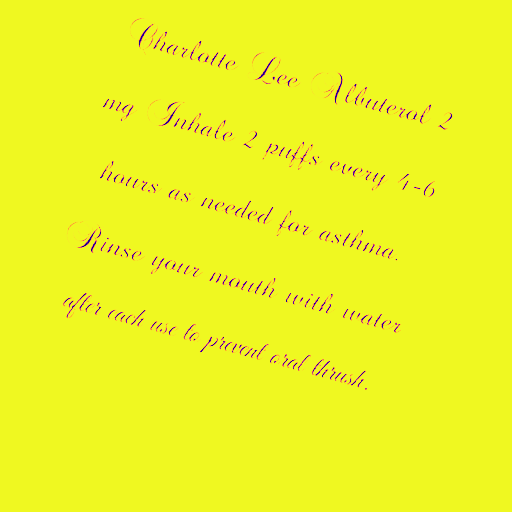 Charlotte Lee Albuterol 2
mg Inhale 2 puffs every 4-6
hours as needed for asthma.
Rinse your mouth with water
after each use to prevent oral thrush.